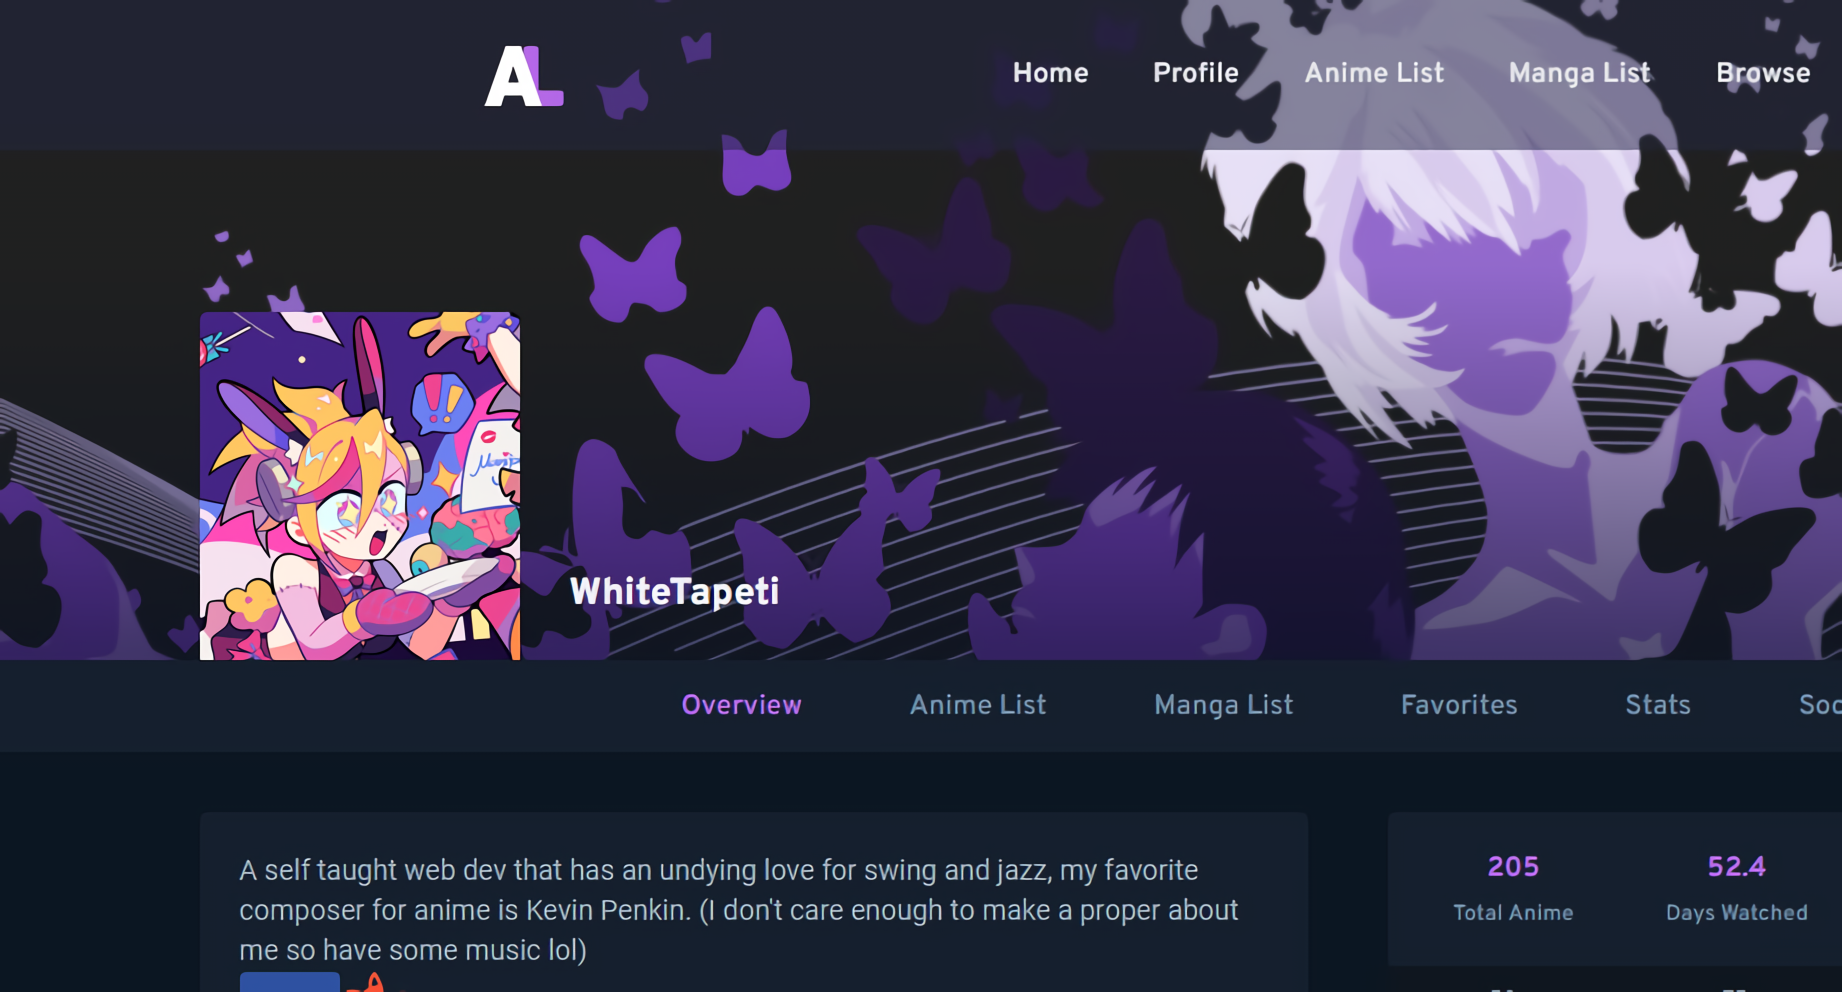 AL
Home Profile Anime List Manga List Browse
WhiteTapeti
Overview Anime List Manga List Favorites Stats Soc
A self taught web dev that has an undying love for swing and jazz, my favorite
composer for anime is Kevin Penkin. (I don't care enough to make a proper about
me so have some music lol)
205 52.4
Total Anime Days Watched